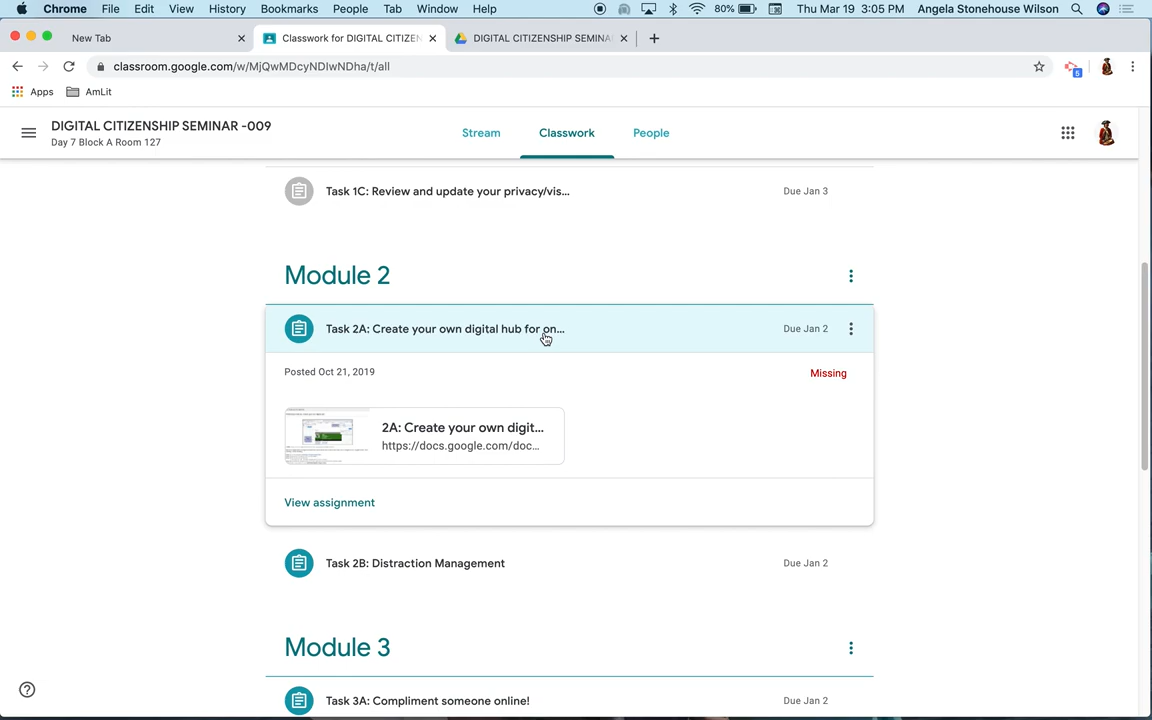 Chrome File Edit View History Bookmarks People Tab Window Help 80% Thu Mar 19 3:05 PM Angela Stonehouse Wilson
New Tab
Classwork for DIGITAL CITIZEN
DIGITAL CITIZENSHIP SEMINA
classroom.google.com/w/MjQwMDcyNDIwNDha/t/all
5
Apps AmLit
DIGITAL CITIZENSHIP SEMINAR -009
Day 7 Block A Room 127
Stream Classwork People
Task 1C: Review and update your privacy/vis... Due Jan 3
Module 2
Task 2A: Create your own digital hub for on... Due Jan 2
Posted Oct 21, 2019 Missing
2A: Create your own digit...
https://docs.google.com/doc...
View assignment
Task 2B: Distraction Management Due Jan 2
Module 3
Task 3A: Compliment someone online! Due Jan 2